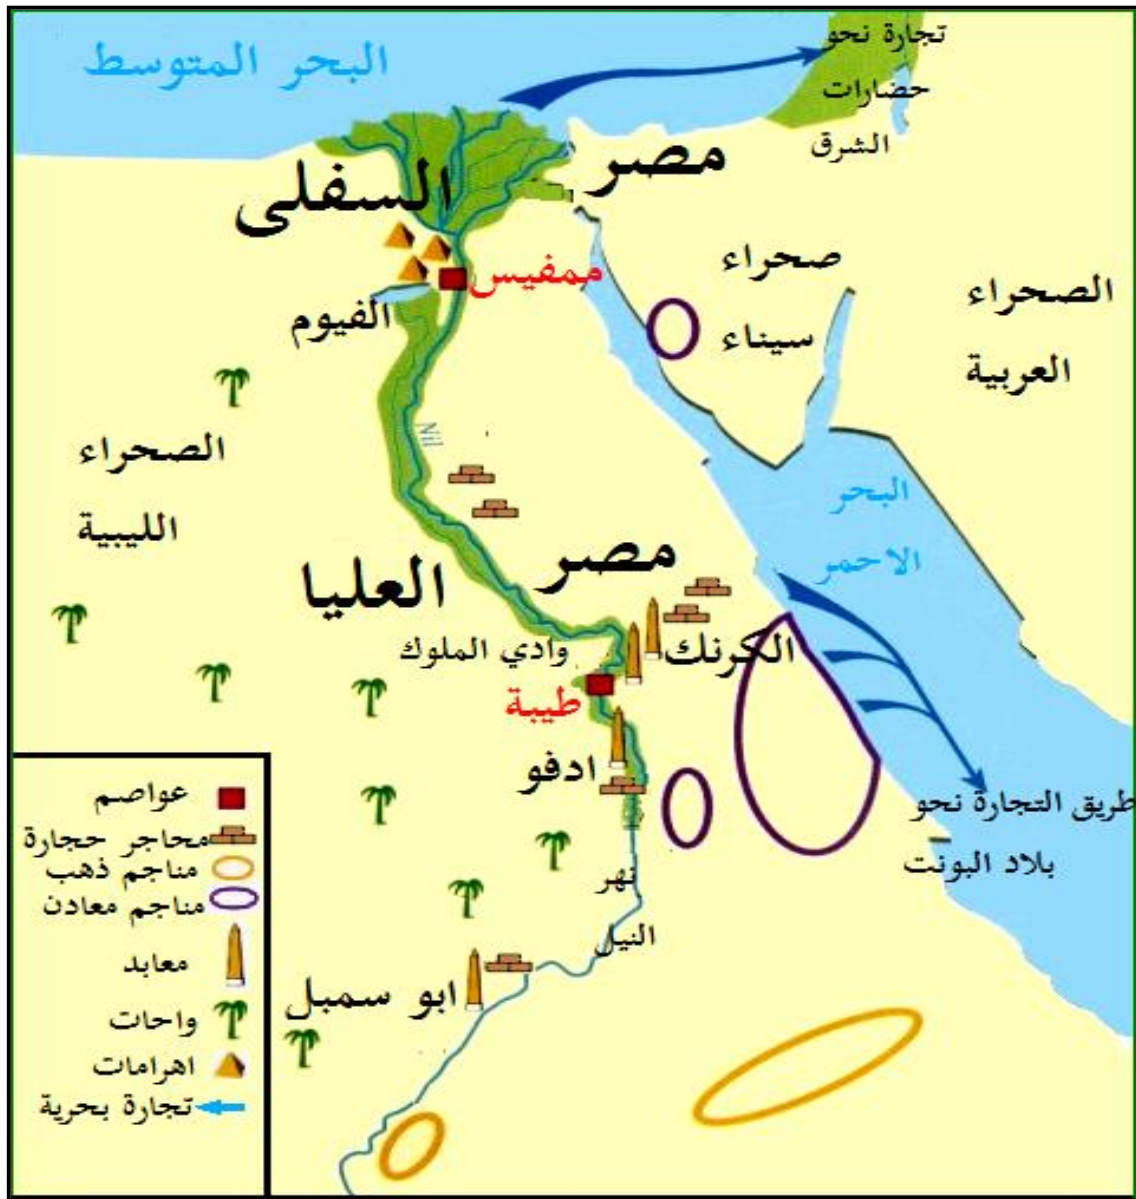 البحر المتوسط
تجارة نحو
حضارات
الشرق
مصر
السفلى
ممفيس
الفيوم
صحراء
سيناء
الصحراء
العربية
Nil
الصحراء
الليبية
البحر
الاحمر
مصر
العليا
وادي الملوك
الكرنك
طيبة
ادفو
طريق التجارة نحو
بلاد البونت
نهر
النيل
ابو سمبل
عواصم
محاجر حجارة
مناجم ذهب
مناجم معادن
معابد
واحات
اهرامات
تجارة بحرية